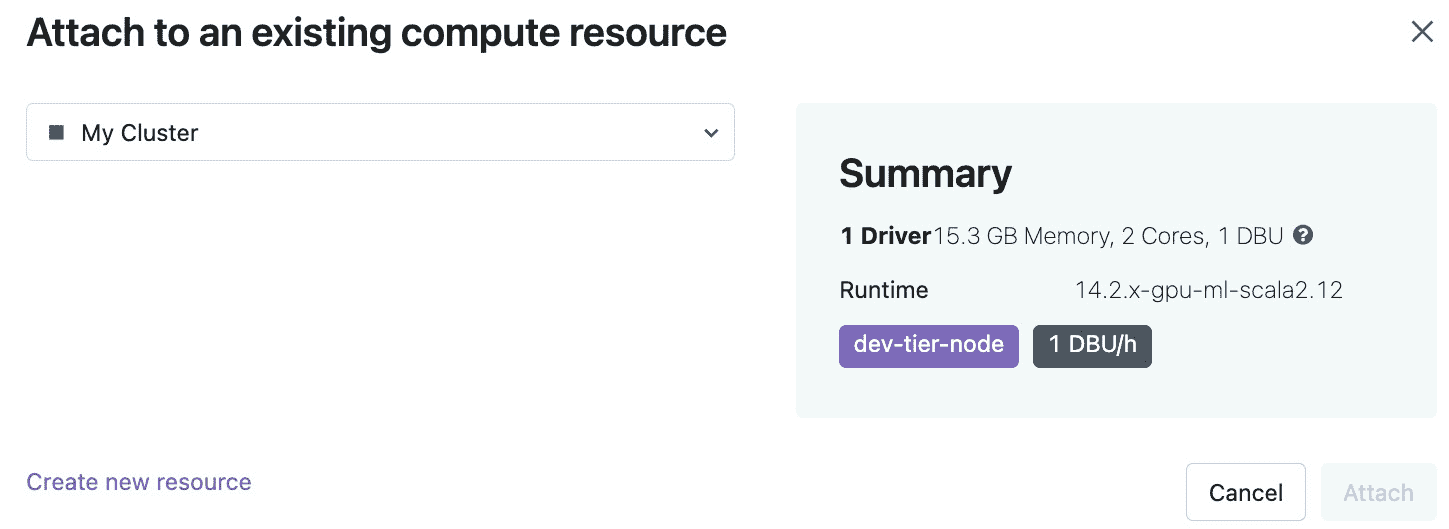 Attach to an existing compute resource
My Cluster
Summary
1 Driver 15.3 GB Memory, 2 Cores, 1 DBU
Runtime 14.2.x-gpu-ml-scala2.12
dev-tier-node 1 DBU/h
Create new resource
Cancel Attach